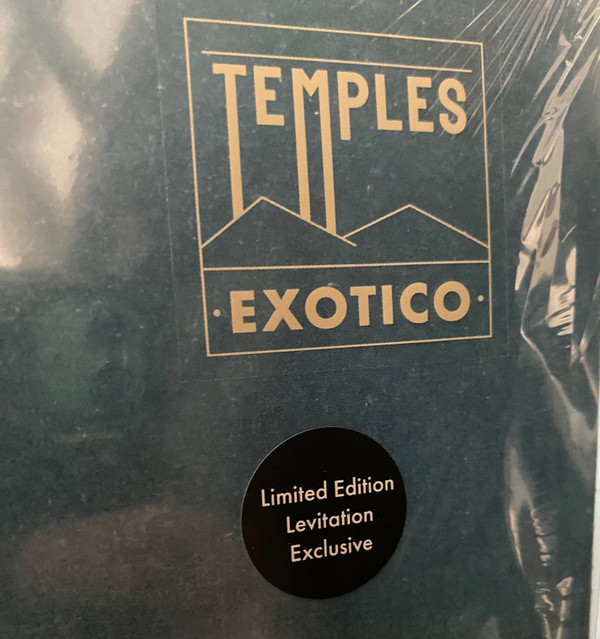 TEMPLES
·EXOTICO·
Limited Edition
Levitation
Exclusive